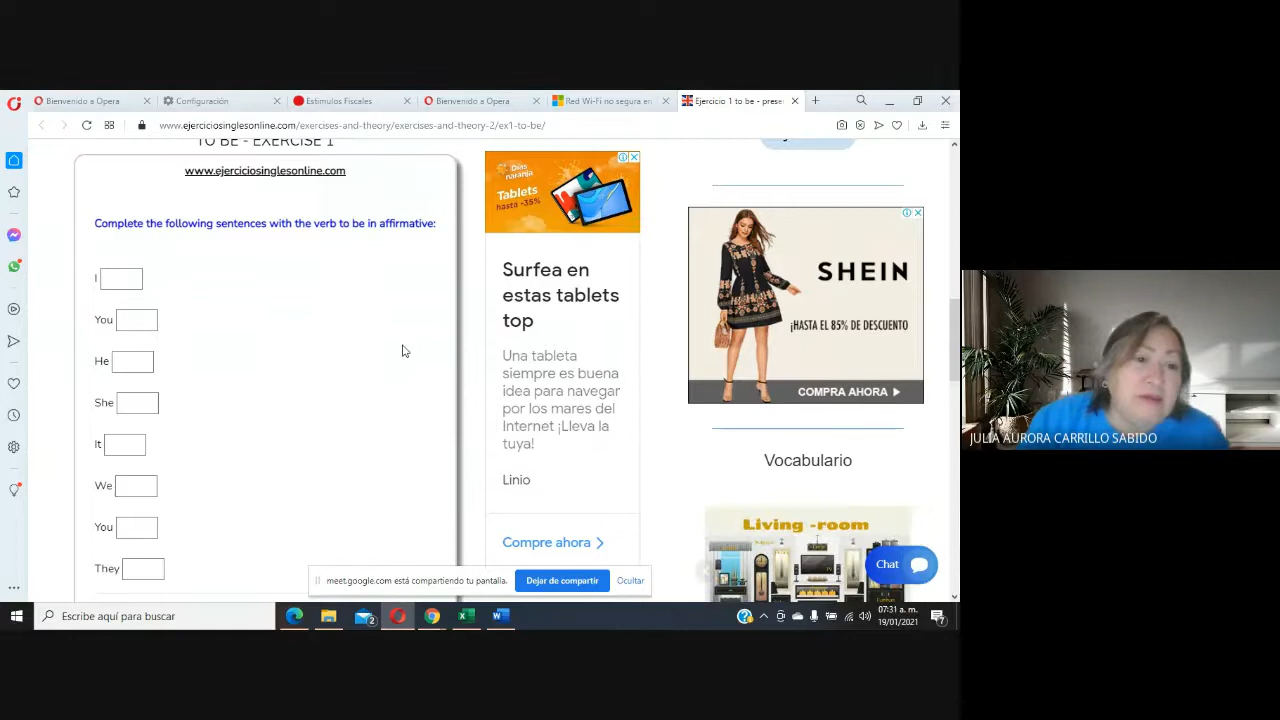 Bienvenido a Opera
Configuración
Estímulos Fiscales
Bienvenido a Opera
Red Wi-Fi no segura en
Ejercicio 1 to be - prese
www.ejerciciosinglesonline.com/exercises-and-theory/exercises-and-theory-2/ex1-to-be/
TO BE - EXERCISE 1
www.ejerciciosinglesonline.com
Complete the following sentences with the verb to be in affirmative:
I
You
He
She
It
We
You
They
Días
naranja
Tablets
hasta -35%
Surfea en
estas tablets
top
Una tableta
siempre es buena
idea para navegar
por los mares del
Internet ¡Lleva la
tuya!
Linio
Compre ahora
SHEIN
¡HASTA EL 85% DE DESCUENTO
COMPRA AHORA
Vocabulario
Living -room
Chat
meet.google.com está compartiendo tu pantalla.
Dejar de compartir
Ocultar
Escribe aquí para buscar
2
07:31 a. m.
19/01/2021
7
JULIA AURORA CARRILLO SABIDO